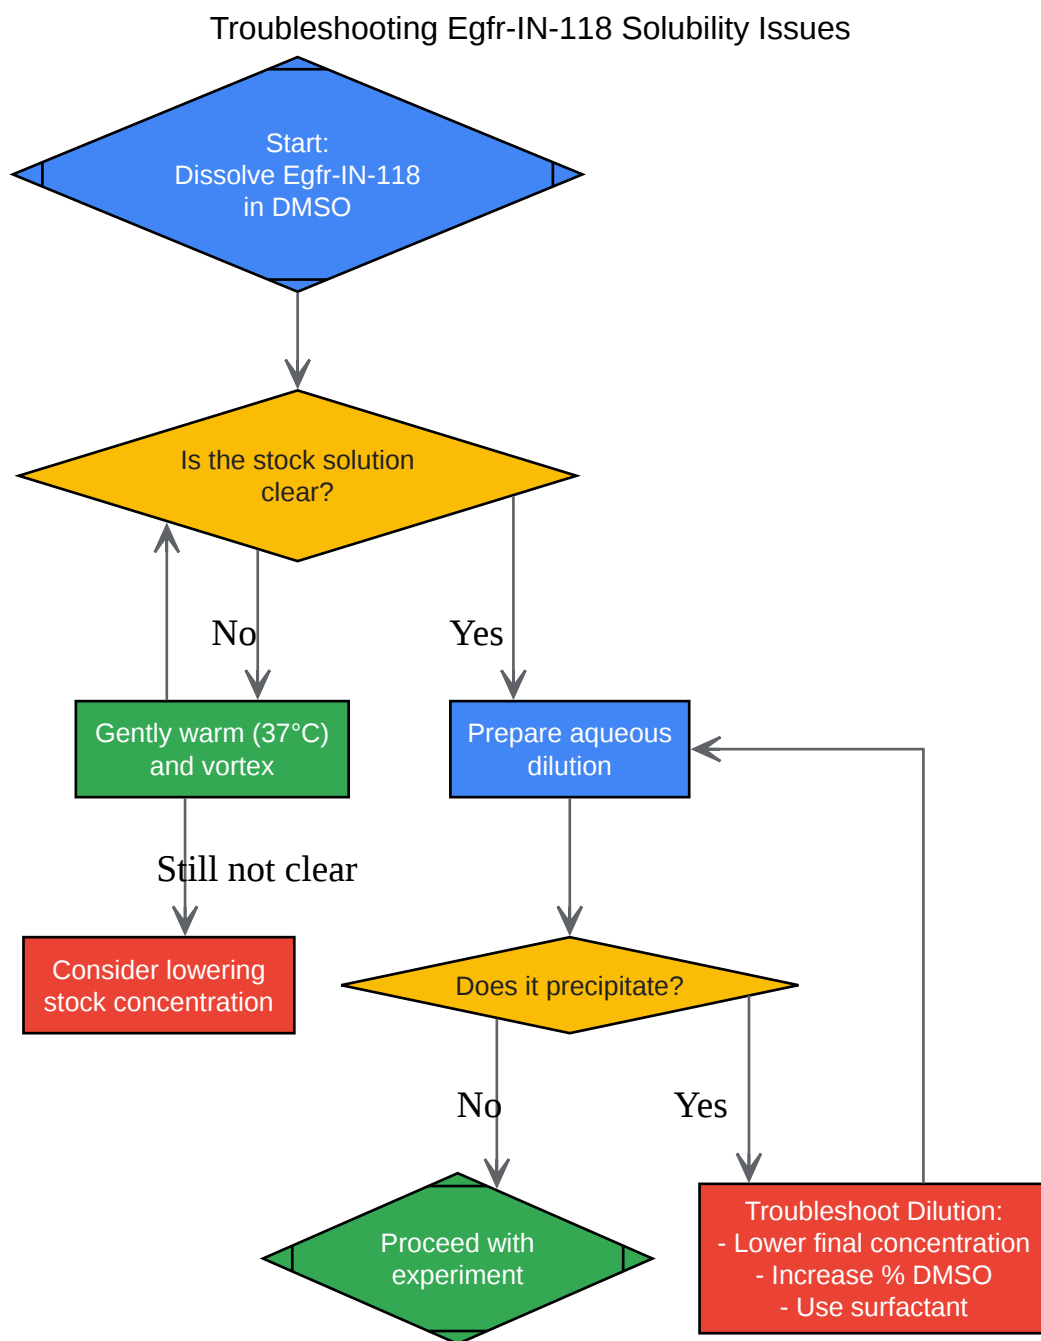 Troubleshooting Egfr-IN-118 Solubility Issues
Start:
Dissolve Egfr-IN-118
in DMSO
Is the stock solution
clear?
No
Yes
Gently warm (37°C)
and vortex
Prepare aqueous
dilution
Still not clear
Consider lowering
stock concentration
Does it precipitate?
No
Yes
Proceed with
experiment
Troubleshoot Dilution:
- Lower final concentration
- Increase % DMSO
- Use surfactant